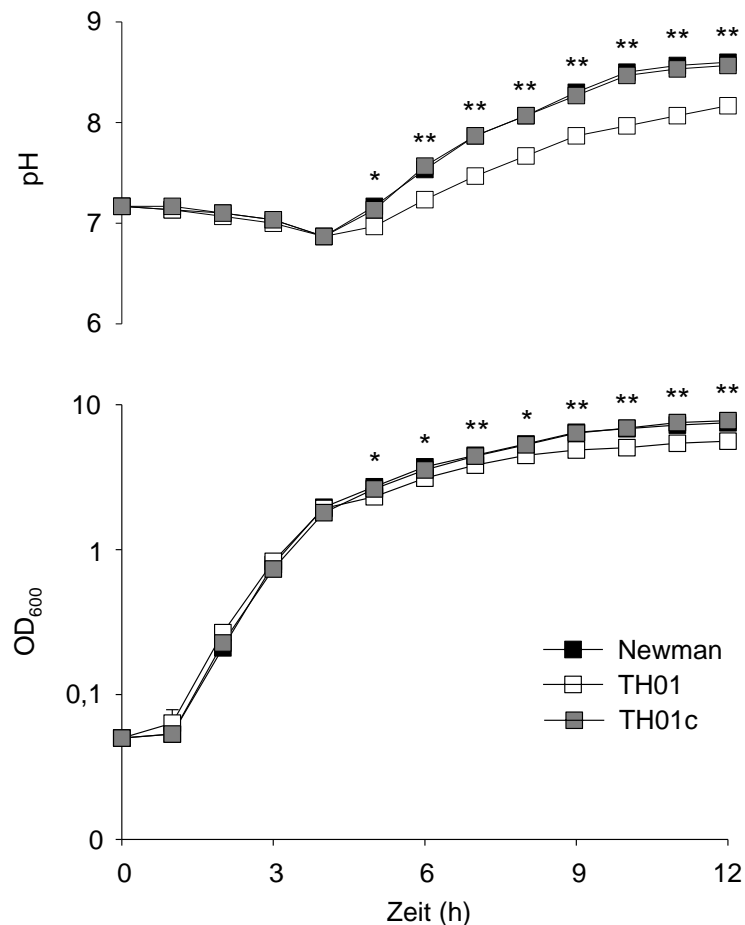 9
** ** **
**
**
8
**
**
**
*
pH
7
6
10
** ** ** **
* * ** *
1
OD600
Newman
0,1
TH01
TH01c
0
0 3 6 9 12
Zeit (h)